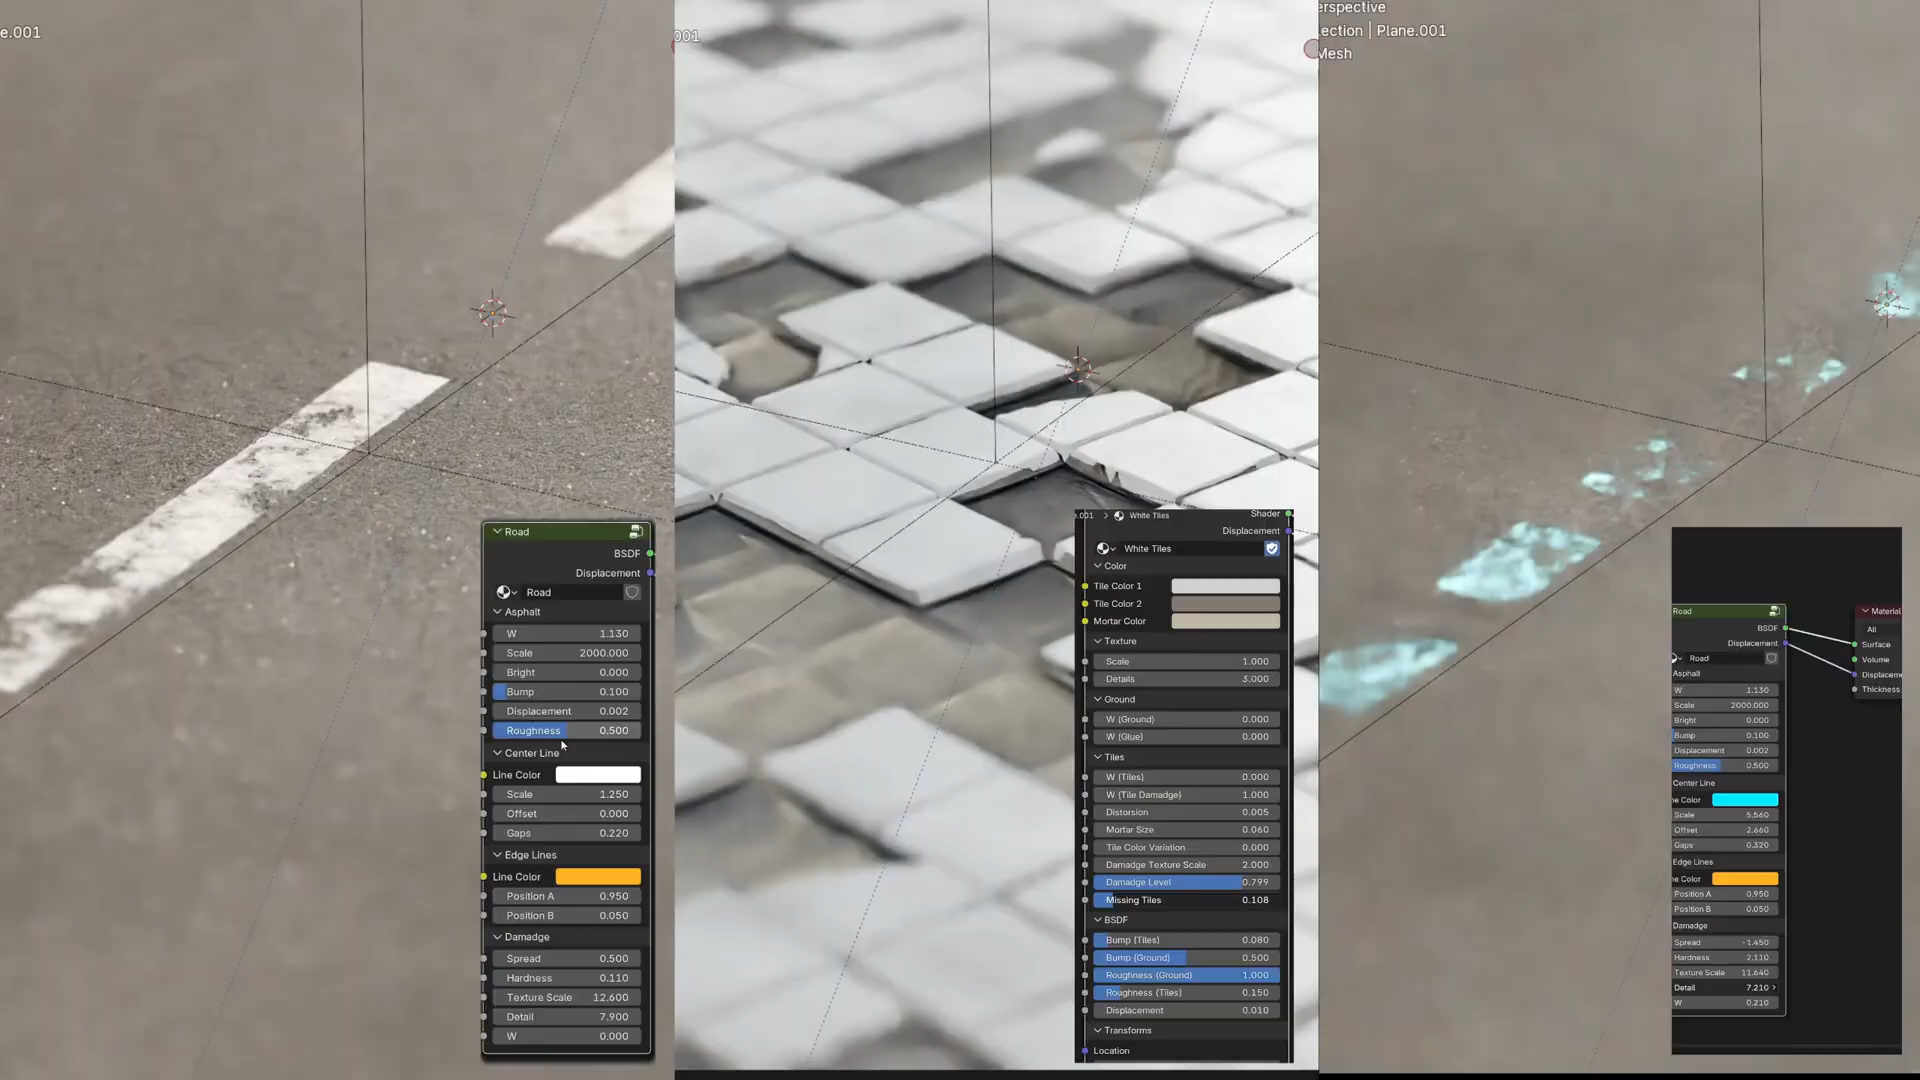 e.001
Road
BSDF
Displacement
Road
Asphalt
W 1.130
Scale 2000.000
Bright 0.000
Bump 0.100
Displacement 0.002
Roughness 0.500
Center Line
Line Color
Scale 1.250
Offset 0.000
Gaps 0.220
Edge Lines
Line Color
Position A 0.950
Position B 0.050
Damadge
Spread 0.500
Hardness 0.110
Texture Scale 12.600
Detail 7.900
W 0.000
001
e.001 > White Tiles
Shader
Displacement
White Tiles
Color
Tile Color 1
Tile Color 2
Mortar Color
Texture
Scale 1.000
Details 3.000
Ground
W (Ground) 0.000
W (Glue) 0.000
Tiles
W (Tiles) 0.000
W (Tile Damadge) 1.000
Distorsion 0.005
Mortar Size 0.060
Tile Color Variation 0.000
Damadge Texture Scale 2.000
Damadge Level 0.799
Missing Tiles 0.108
BSDF
Bump (Tiles) 0.080
Bump (Ground) 0.500
Roughness (Ground) 1.000
Roughness (Tiles) 0.150
Displacement 0.010
Transforms
Location
erspective
lection | Plane.001
Mesh
Road
BSDF
Displacement
Road
Asphalt
W 1.130
Scale 2000.000
Bright 0.000
Bump 0.100
Displacement 0.002
Roughness 0.500
Center Line
ne Color
Scale 5.560
Offset 2.660
Gaps 0.320
Edge Lines
ne Color
Position A 0.950
Position B 0.050
Damadge
Spread -1.450
Hardness 2.110
Texture Scale 11.640
Detail 7.210 >
W 0.210
Material
All
Surface
Volume
Displacem
Thickness